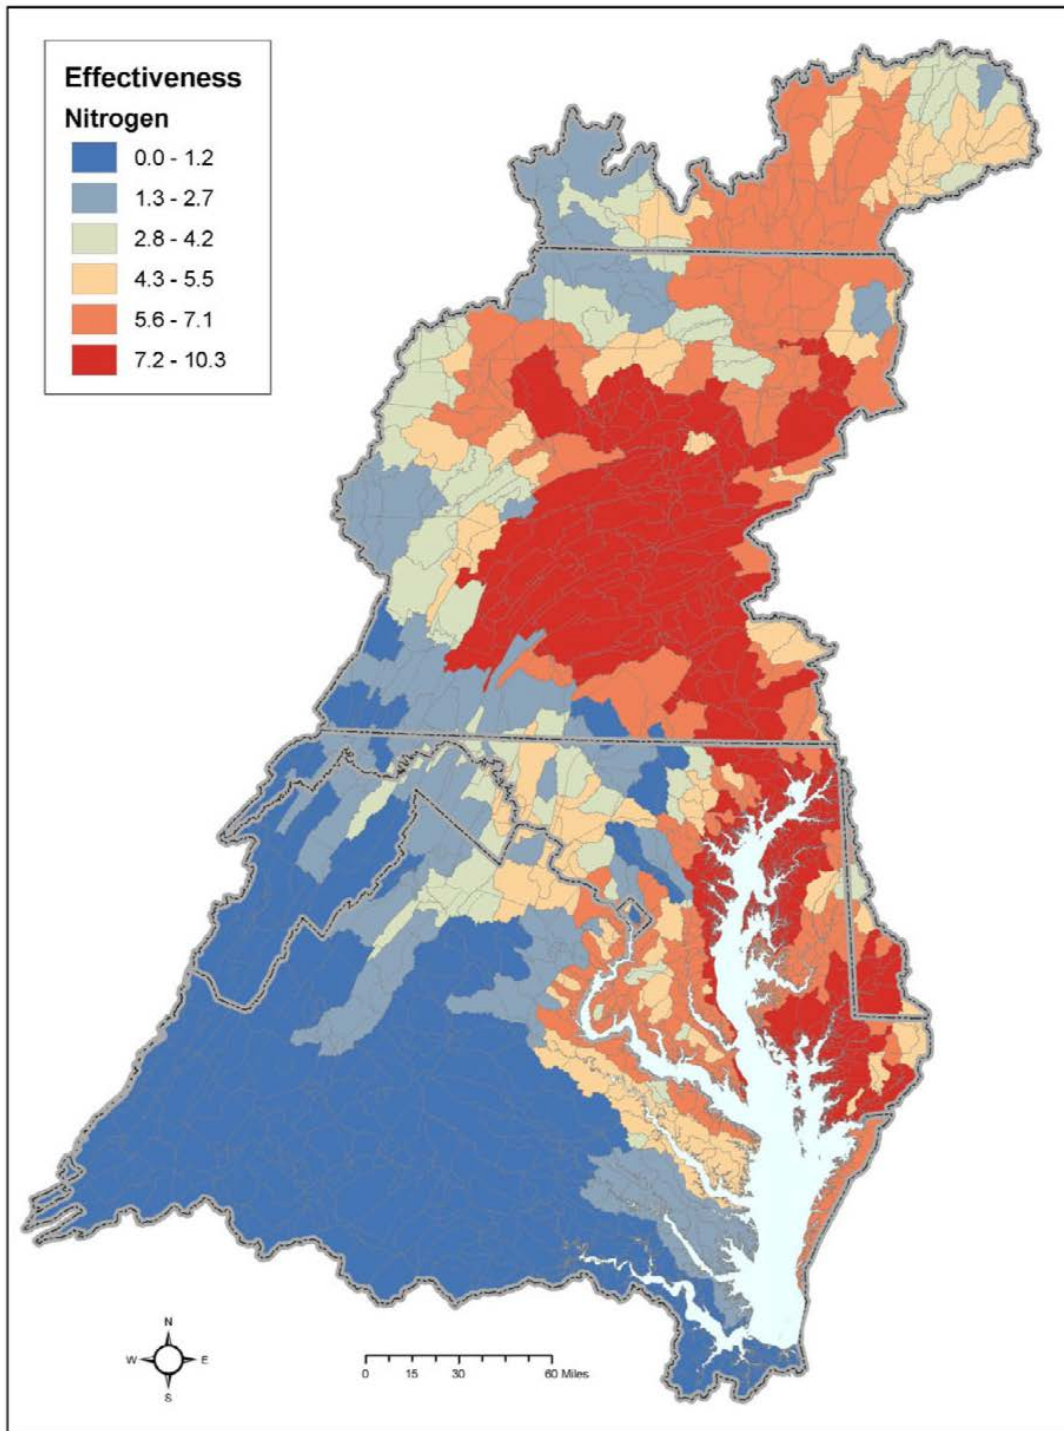 Effectiveness
Nitrogen
0.0 - 1.2
1.3 - 2.7
2.8 - 4.2
4.3 - 5.5
5.6 - 7.1
7.2 - 10.3
N
W E
S
0 15 30 60 Miles